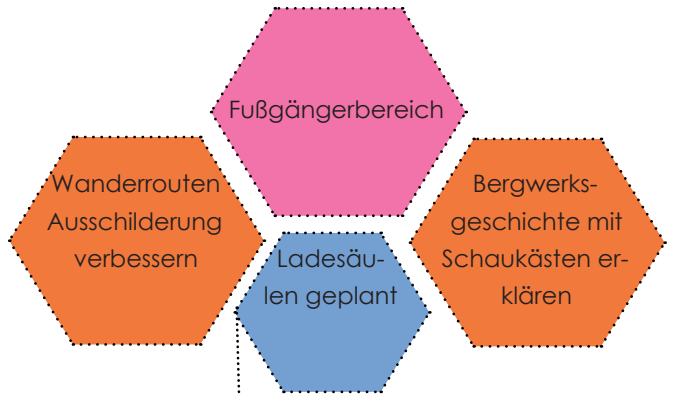 Fußgängerbereich
Wanderrouten
Ausschilderung
verbessern
Ladesäu-
len geplant
Bergwerks-
geschichte mit
Schaukästen er-
klären